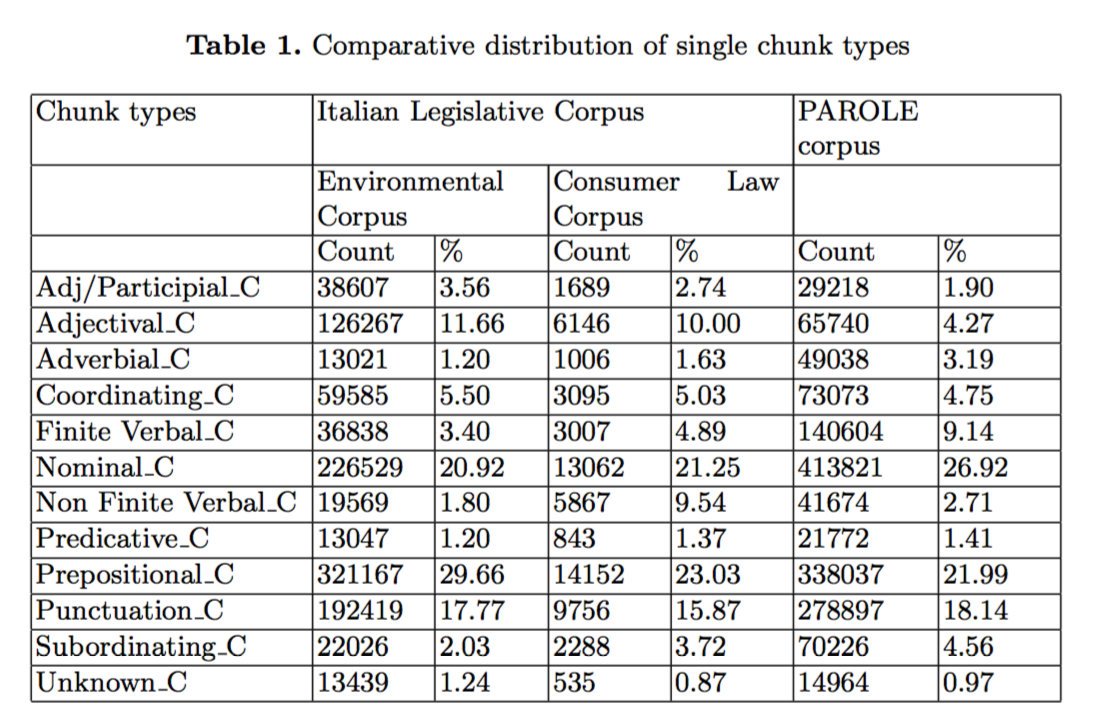 Table 1. Comparative distribution of single chunk types
Chunk types Italian Legislative Corpus PAROLE corpus
Environmental Corpus Consumer Law Corpus
Count % Count % Count %
Adj/Participial_C 38607 3.56 1689 2.74 29218 1.90
Adjectival_C 126267 11.66 6146 10.00 65740 4.27
Adverbial_C 13021 1.20 1006 1.63 49038 3.19
Coordinating_C 59585 5.50 3095 5.03 73073 4.75
Finite Verbal_C 36838 3.40 3007 4.89 140604 9.14
Nominal_C 226529 20.92 13062 21.25 413821 26.92
Non Finite Verbal_C 19569 1.80 5867 9.54 41674 2.71
Predicative_C 13047 1.20 843 1.37 21772 1.41
Prepositional_C 321167 29.66 14152 23.03 338037 21.99
Punctuation_C 192419 17.77 9756 15.87 278897 18.14
Subordinating_C 22026 2.03 2288 3.72 70226 4.56
Unknown_C 13439 1.24 535 0.87 14964 0.97